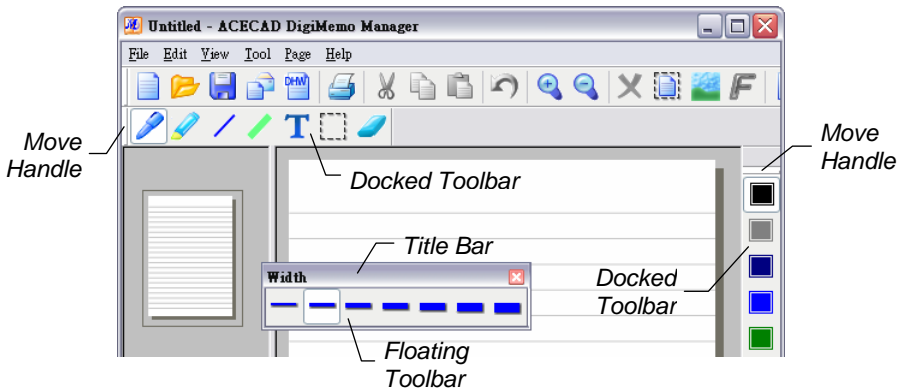 Untitled - ACECAD DigiMemo Manager
File Edit View Tool Page Help
DHW
F
T
Move
Handle
Move
Handle
Docked Toolbar
Title Bar
Width
Docked
Toolbar
Floating
Toolbar